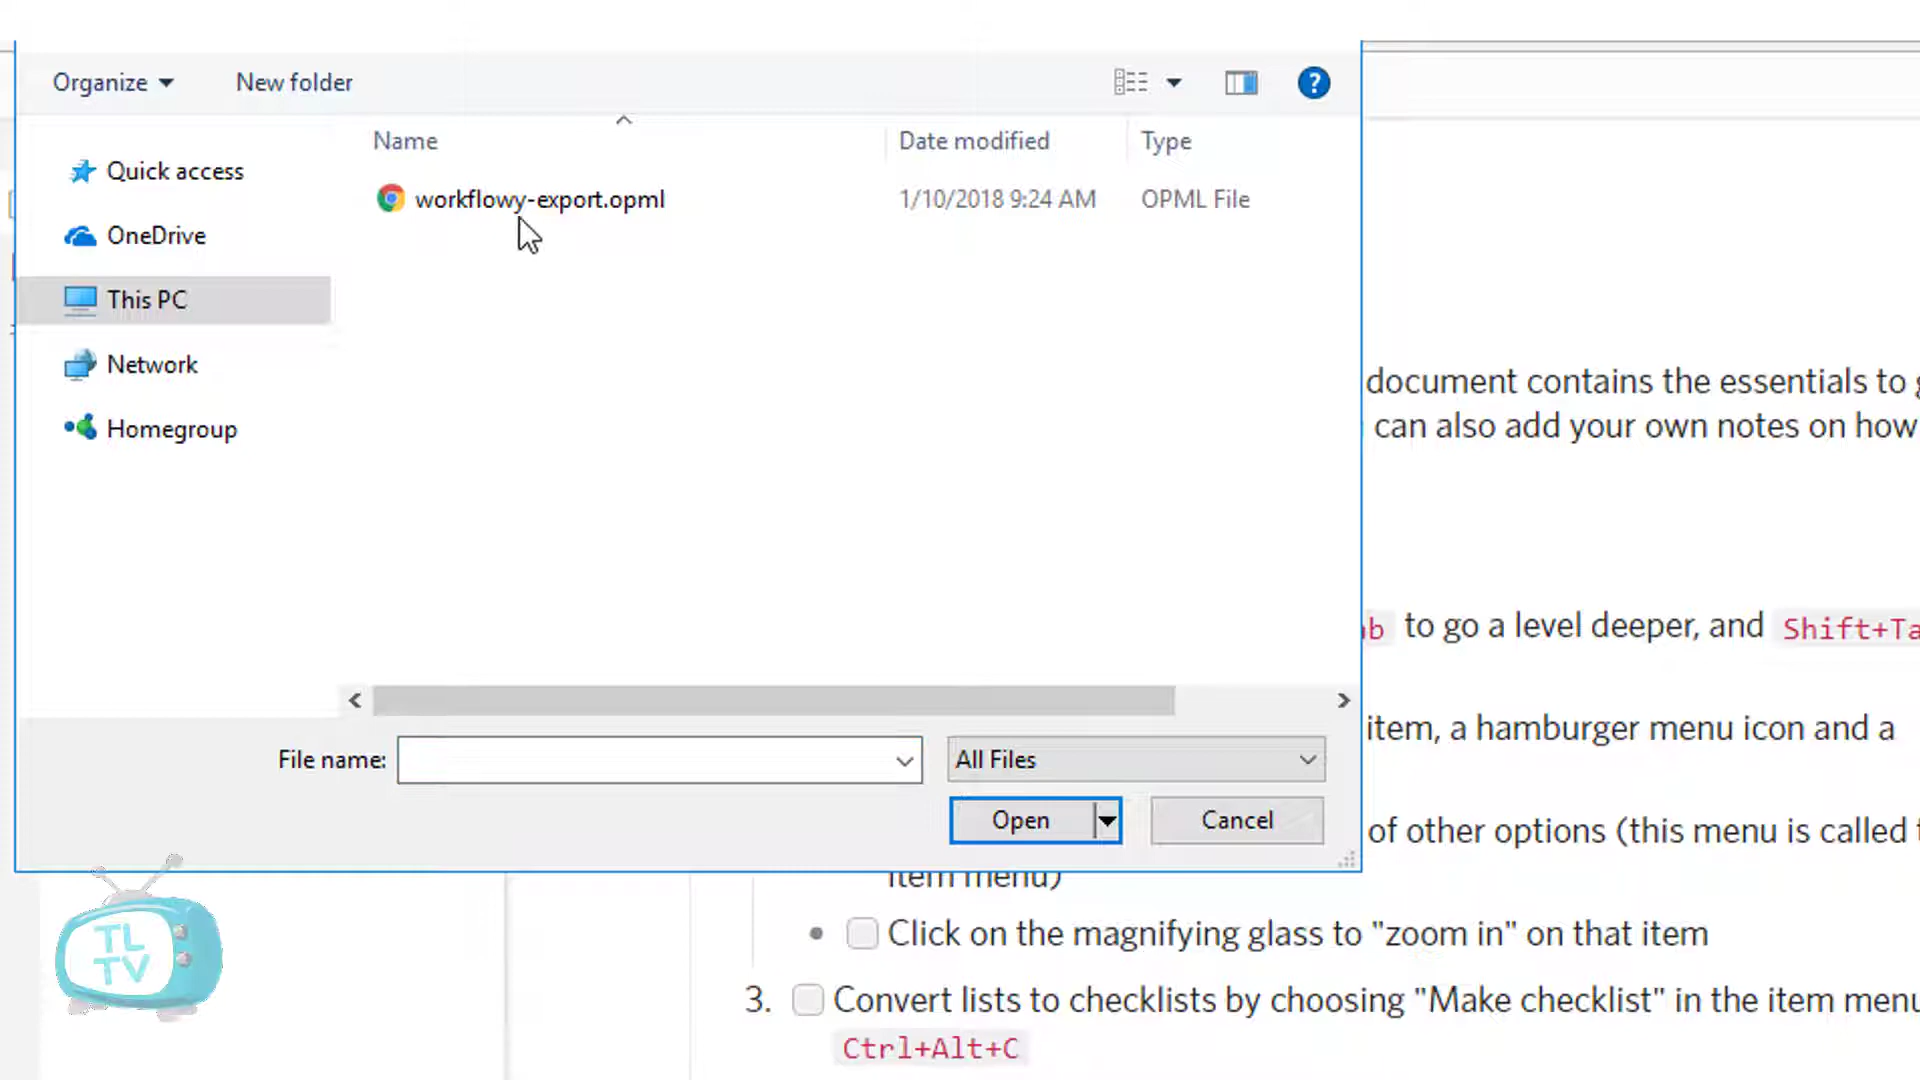 Organize
New folder
?
Name
Date modified
Type
Quick access
workflowy-export.opml
1/10/2018 9:24 AM
OPML File
OneDrive
This PC
Network
Homegroup
document contains the essentials to
can also add your own notes on how
to go a level deeper, and Shift+Ta
item, a hamburger menu icon and a
File name:
All Files
Open
Cancel
of other options (this menu is called
item menu)
• Click on the magnifying glass to "zoom in" on that item
3. Convert lists to checklists by choosing "Make checklist" in the item menu
Ctrl+Alt+C
TL
TV